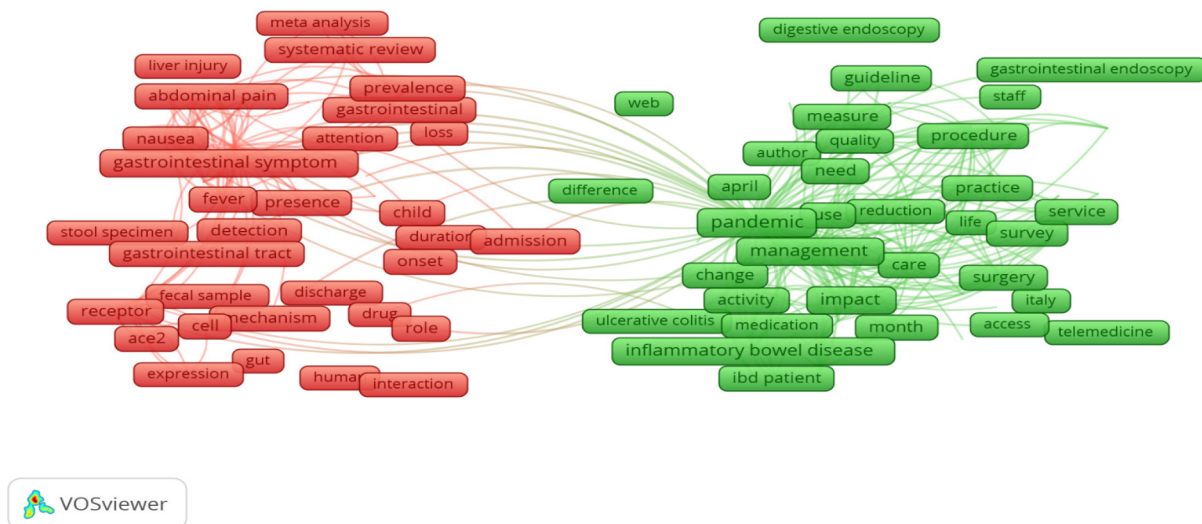 meta analysis
systematic review
liver injury
abdominal pain
prevalence
gastrointestinal
nausea
attention
loss
gastrointestinal symptom
fever
presence
child
stool specimen
detection
duration
admission
gastrointestinal tract
onset
fecal sample
discharge
receptor
mechanism
drug
cell
role
ace2
gut
expression
human
interaction
digestive endoscopy
guideline
gastrointestinal endoscopy
web
staff
measure
quality
procedure
author
need
difference
april
practice
pandemic
use
reduction
life
service
survey
management
care
change
surgery
activity
impact
italy
ulcerative colitis
medication
month
access
telemedicine
inflammatory bowel disease
ibd patient
VOSviewer